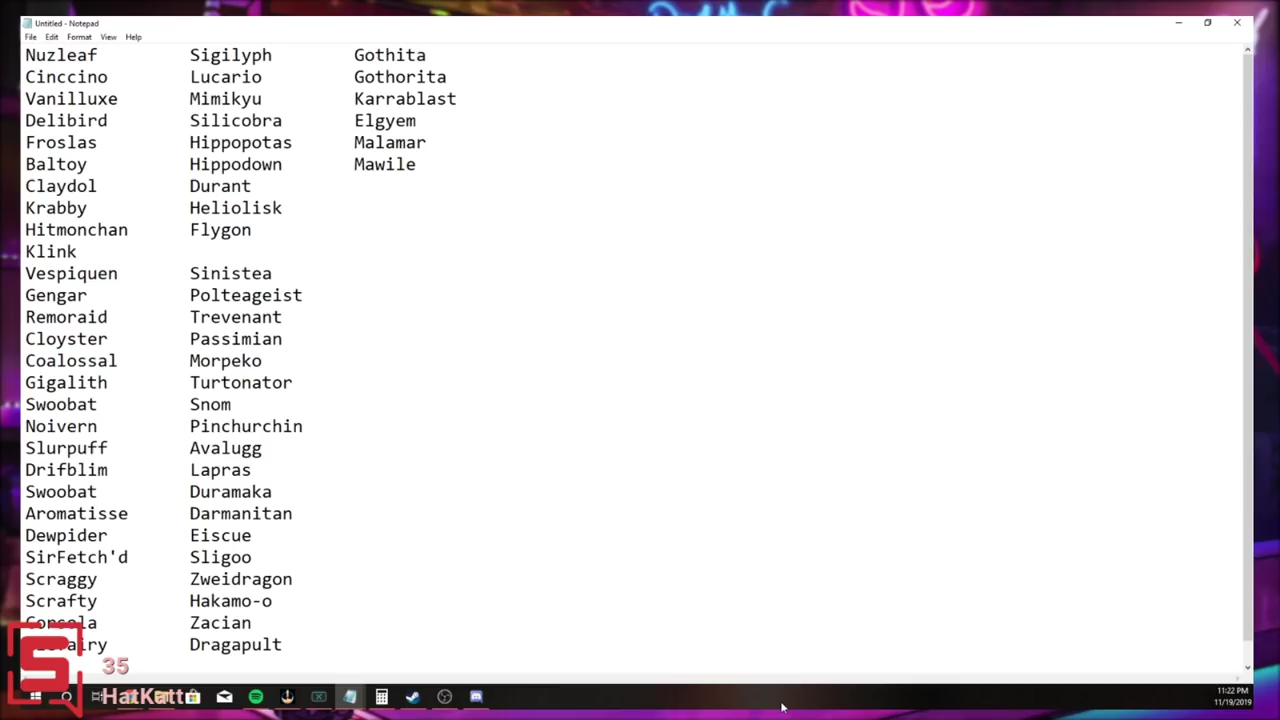 Untitled - Notepad
File Edit Format View Help
Nuzleaf Sigilyph Gothita
Cinccino Lucario Gothorita
Vanilluxe Mimikyu Karrablast
Delibird Silicobra Elgyem
Froslas Hippopotas Malamar
Baltoy Hippodown Mawile
Claydol Durant
Krabby Heliolisk
Hitmonchan Flygon
Klink
Vespiquen Sinistea
Gengar Polteageist
Remoraid Trevenant
Cloyster Passimian
Coalossal Morpeko
Gigalith Turtonator
Swoobat Snom
Noivern Pinchurchin
Slurpuff Avalugg
Drifblim Lapras
Swoobat Duramaka
Aromatisse Darmanitan
Dewpider Eiscue
SirFetch'd Sligoo
Scraggy Zweidragon
Scrafty Hakamo-o
Corsola Zacian
Dragapult
35
HatKatt
11:22 PM
11/19/2019